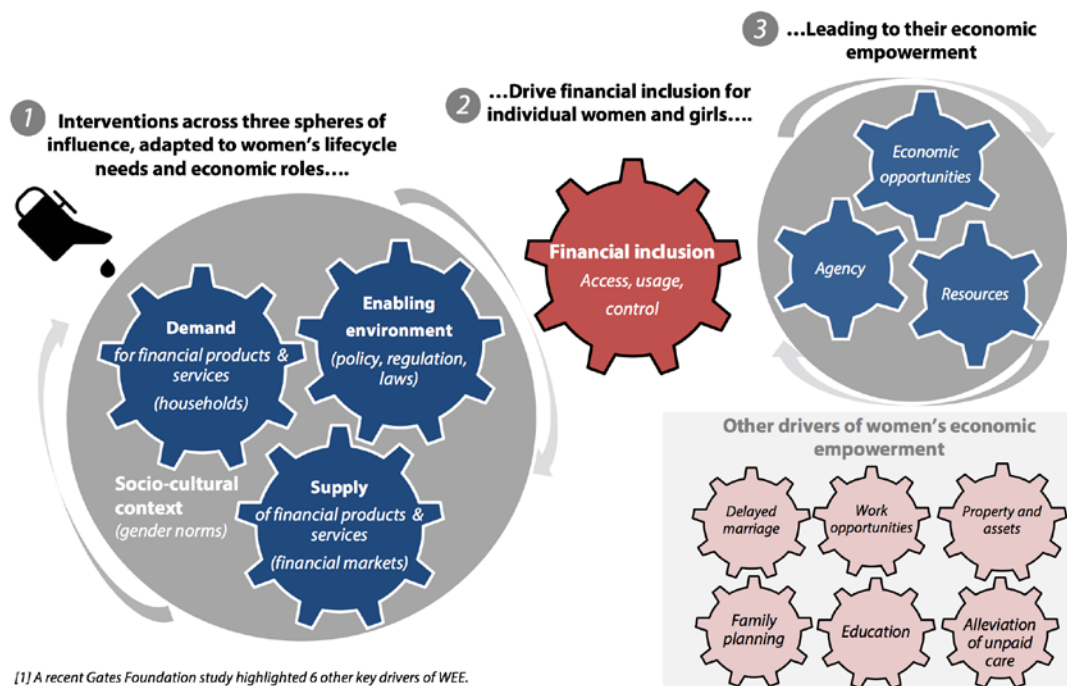 1
Interventions across three spheres of
influence, adapted to women's lifecycle
needs and economic roles….
Demand
for financial products &
services
(households)
Enabling
environment
(policy, regulation,
laws)
Socio-cultural
context
(gender norms)
Supply
of financial products &
services
(financial markets)
2
…Drive financial inclusion for
individual women and girls….
Financial inclusion
Access, usage,
control
3
…Leading to their economic
empowerment
Economic
opportunities
Agency
Resources
Other drivers of women's economic
empowerment
Delayed
marriage
Work
opportunities
Property and
assets
Family
planning
Education
Alleviation
of unpaid
care
[1] A recent Gates Foundation study highlighted 6 other key drivers of WEE.